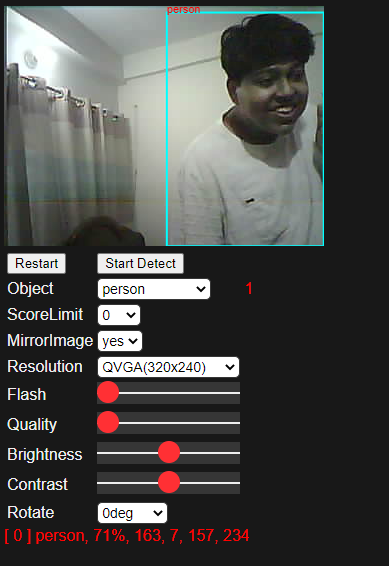 person
Restart Start Detect
Object person 1
ScoreLimit 0
MirrorImage yes
Resolution QVGA(320x240)
Flash
Quality
Brightness
Contrast
Rotate 0deg
[ 0 ] person, 71%, 163, 7, 157, 234